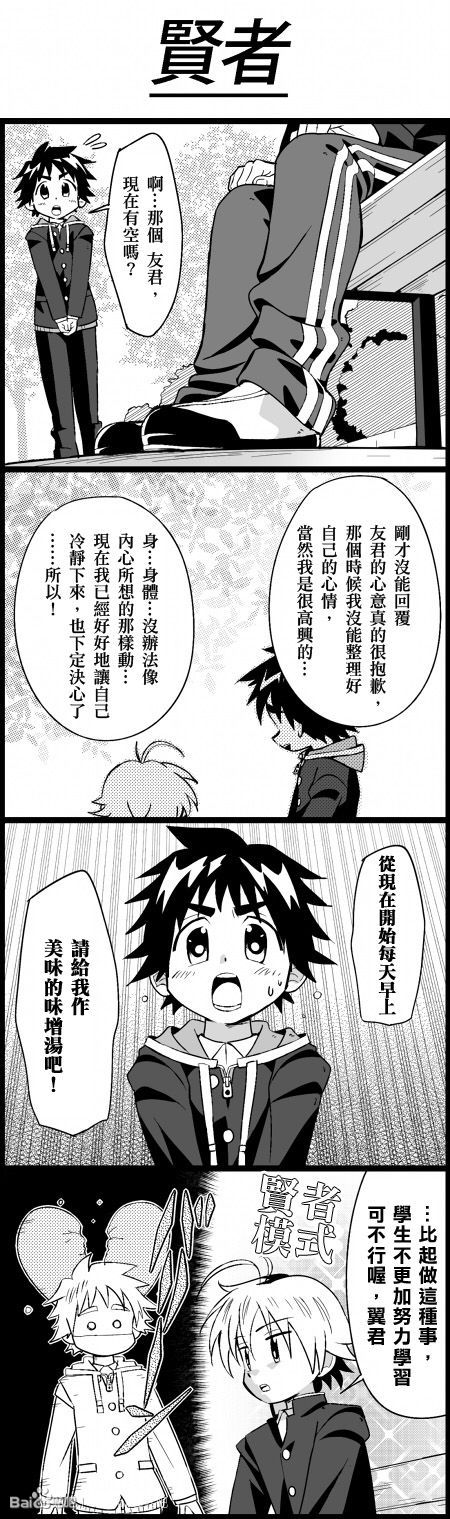 賢者
啊…那個 友君，
現在有空嗎？
剛才沒能回覆
友君的心意真的很抱歉，
那個時候我沒能整理好
自己的心情，
當然我是很高興的…
身…身體…沒辦法像
內心所想的那樣動…
現在我已經好好地讓自己
冷靜下來，也下定決心了
……所以！
從現在開始每天早上
請給我作
美味的味增湯吧！
賢者
模式
…比起做這種事，
學生不更加努力學習
可不行喔，翼君